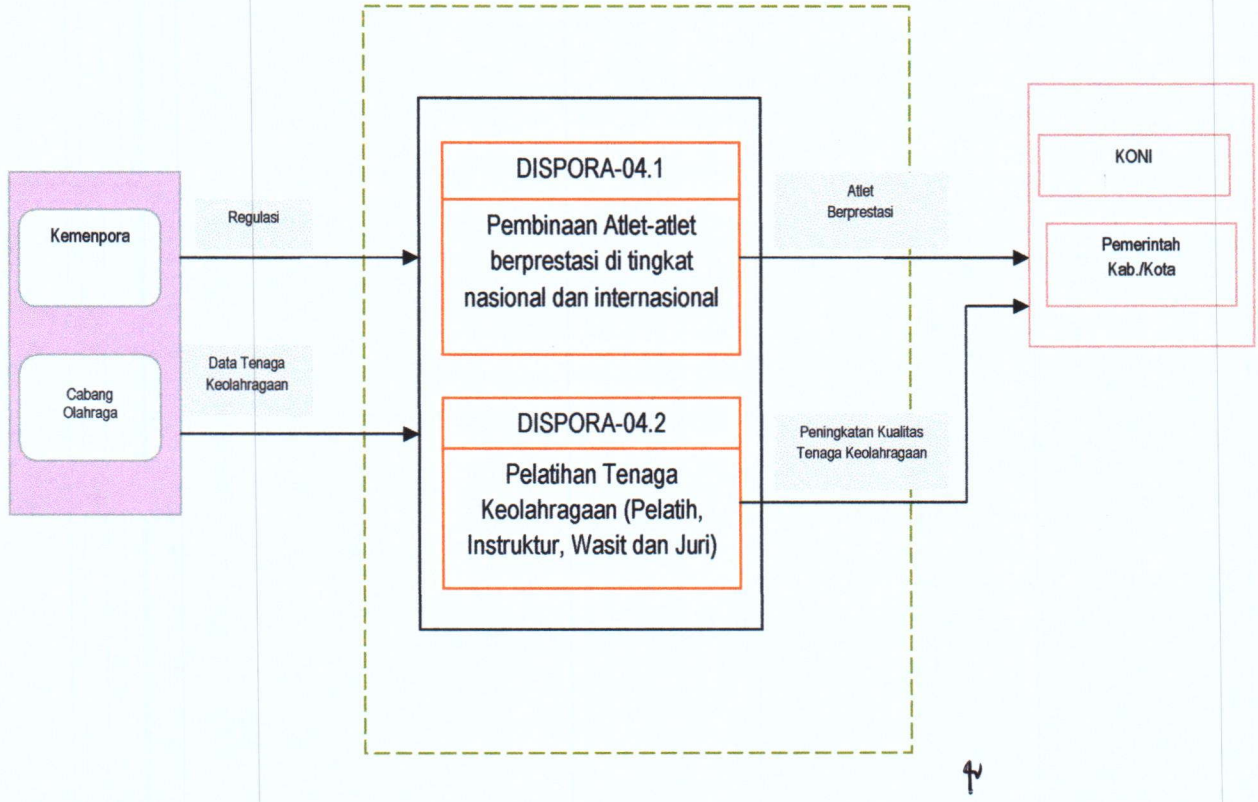 Kemenpora
Cabang
Olahraga
Regulasi
Data Tenaga
Keolahragaan
DISPORA-04.1
Pembinaan Atlet-atlet
berprestasi di tingkat
nasional dan internasional
DISPORA-04.2
Pelatihan Tenaga
Keolahragaan (Pelatih,
Instruktur, Wasit dan Juri)
Atlet
Berprestasi
Peningkatan Kualitas
Tenaga Keolahragaan
KONI
Pemerintah
Kab./Kota